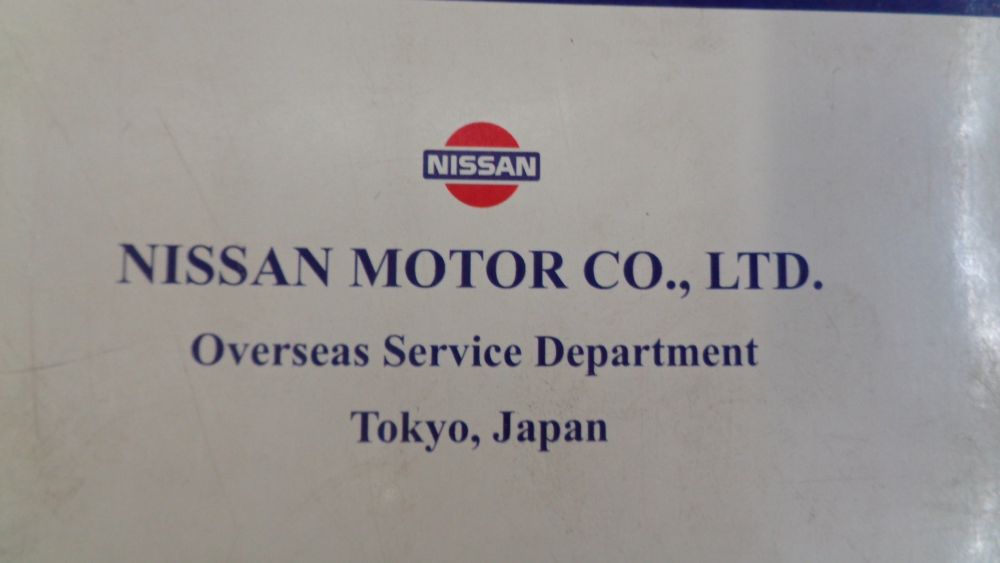 NISSAN
NISSAN MOTOR CO., LTD.
Overseas Service Department
Tokyo, Japan